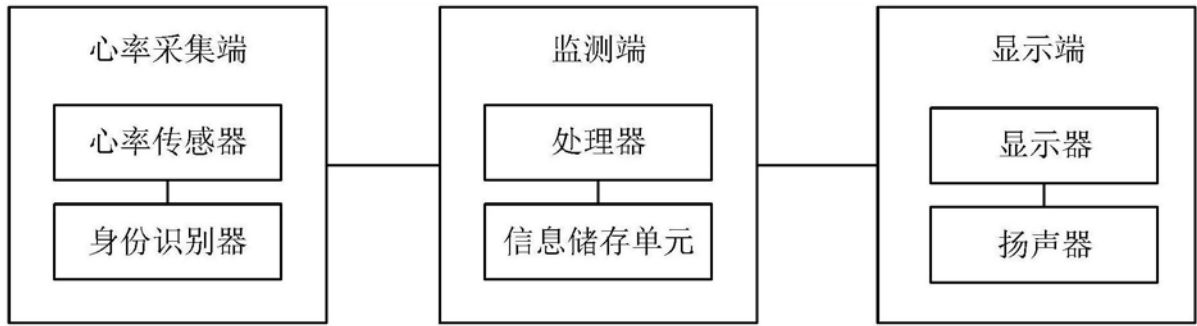 心率采集端
心率传感器
身份识别器
监测端
处理器
信息储存单元
显示端
显示器
扬声器